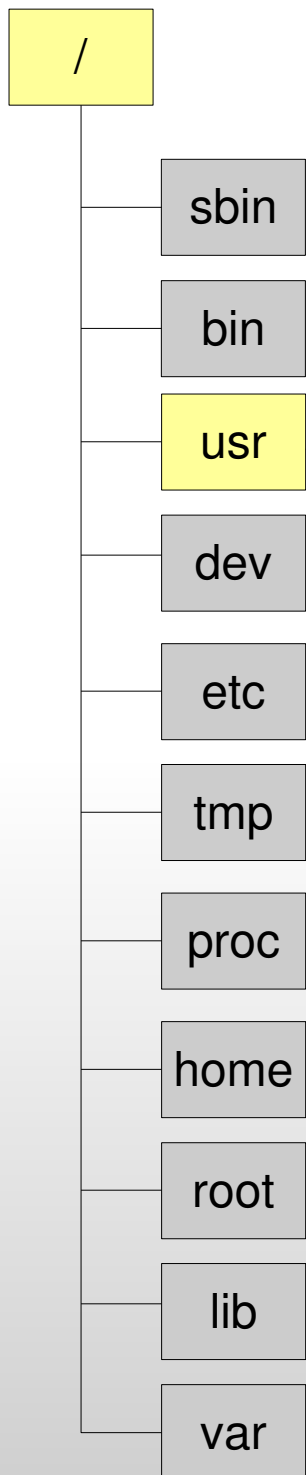 /
sbin
bin
usr
dev
etc
tmp
proc
home
root
lib
var